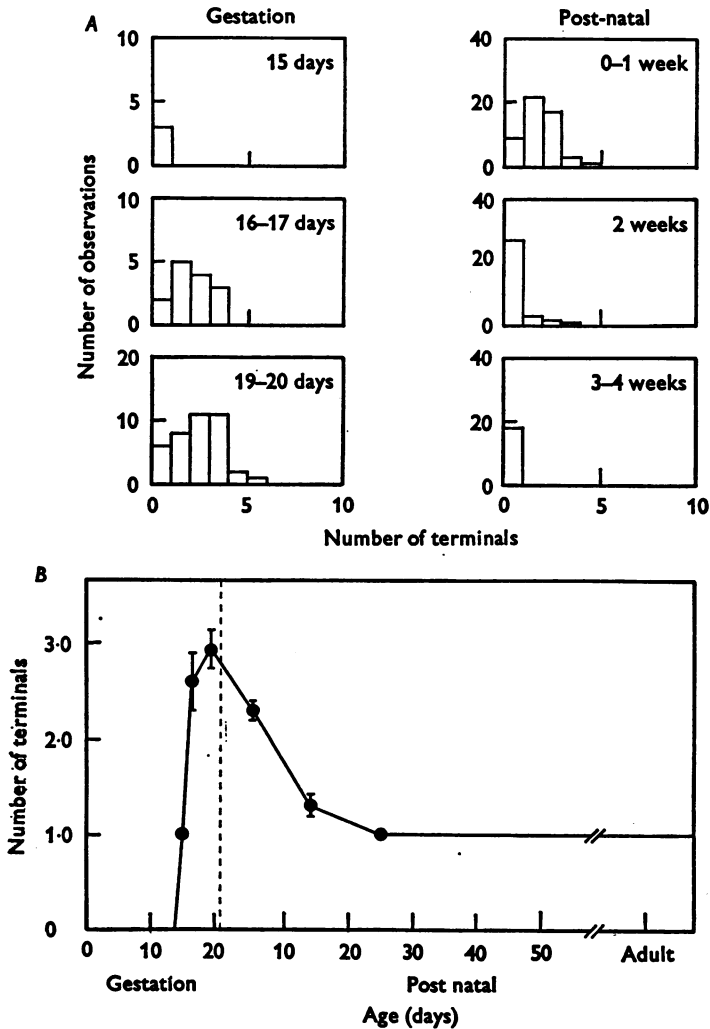 A
Gestation
Post-natal
10
5
0
15 days
40
20
0
0–1 week
10
5
0
16–17 days
40
20
0
2 weeks
20
10
0
19–20 days
40
20
0
3–4 weeks
0 5 10
0 5 10
Number of observations
Number of terminals
B
3·0
2·0
1·0
0
Number of terminals
0 10 20 10 20 30 40 50 Adult
Gestation Post natal
Age (days)